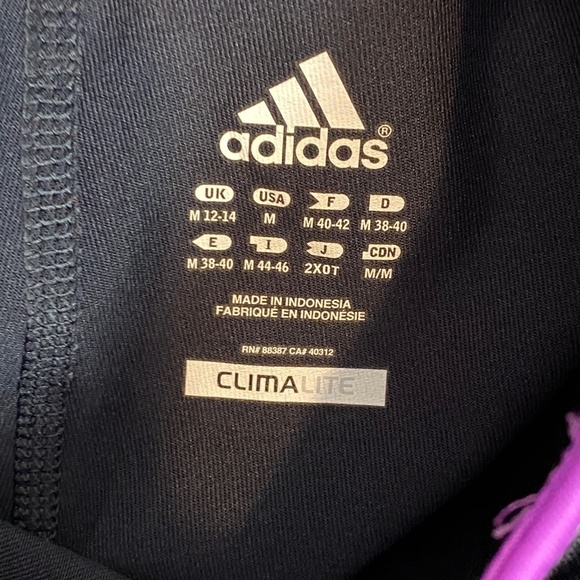 adidas®
UK USA F D
M 12-14 M M 40-42 M 38-40
E I J CDN
M 38-40 M 44-46 2XOT M/M
MADE IN INDONESIA
FABRIQUÉ EN INDONÉSIE
RN# 88387 CA# 40312
CLIMALITE